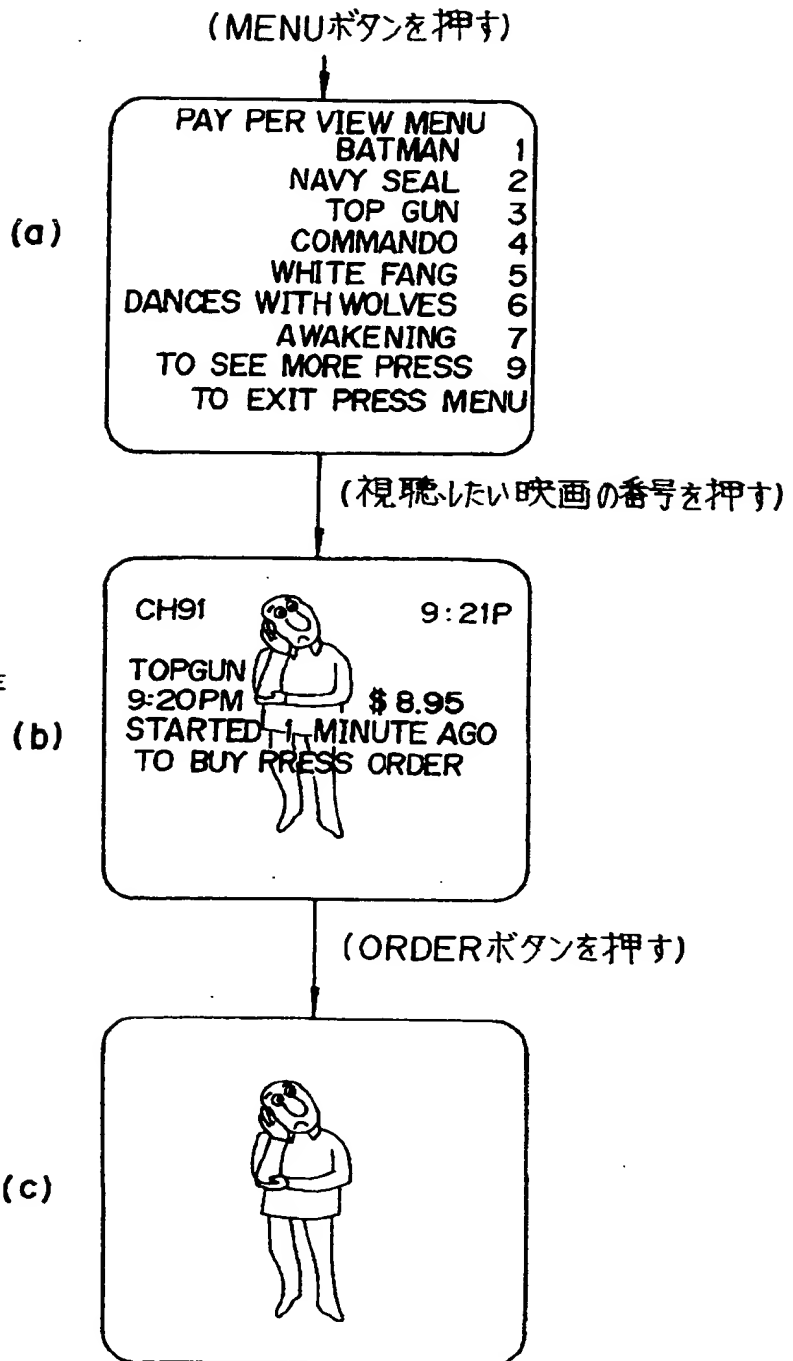 (MENUボタンを押す)
(a)
PAY PER VIEW MENU
BATMAN 1
NAVY SEAL 2
TOP GUN 3
COMMANDO 4
WHITE FANG 5
DANCES WITH WOLVES 6
AWAKENING 7
TO SEE MORE PRESS 9
TO EXIT PRESS MENU
(視聴したい映画の番号を押す)
(b)
CH91 9:21P
TOPGUN
9:20PM $8.95
STARTED 1 MINUTE AGO
TO BUY PRESS ORDER
(ORDERボタンを押す)
(c)